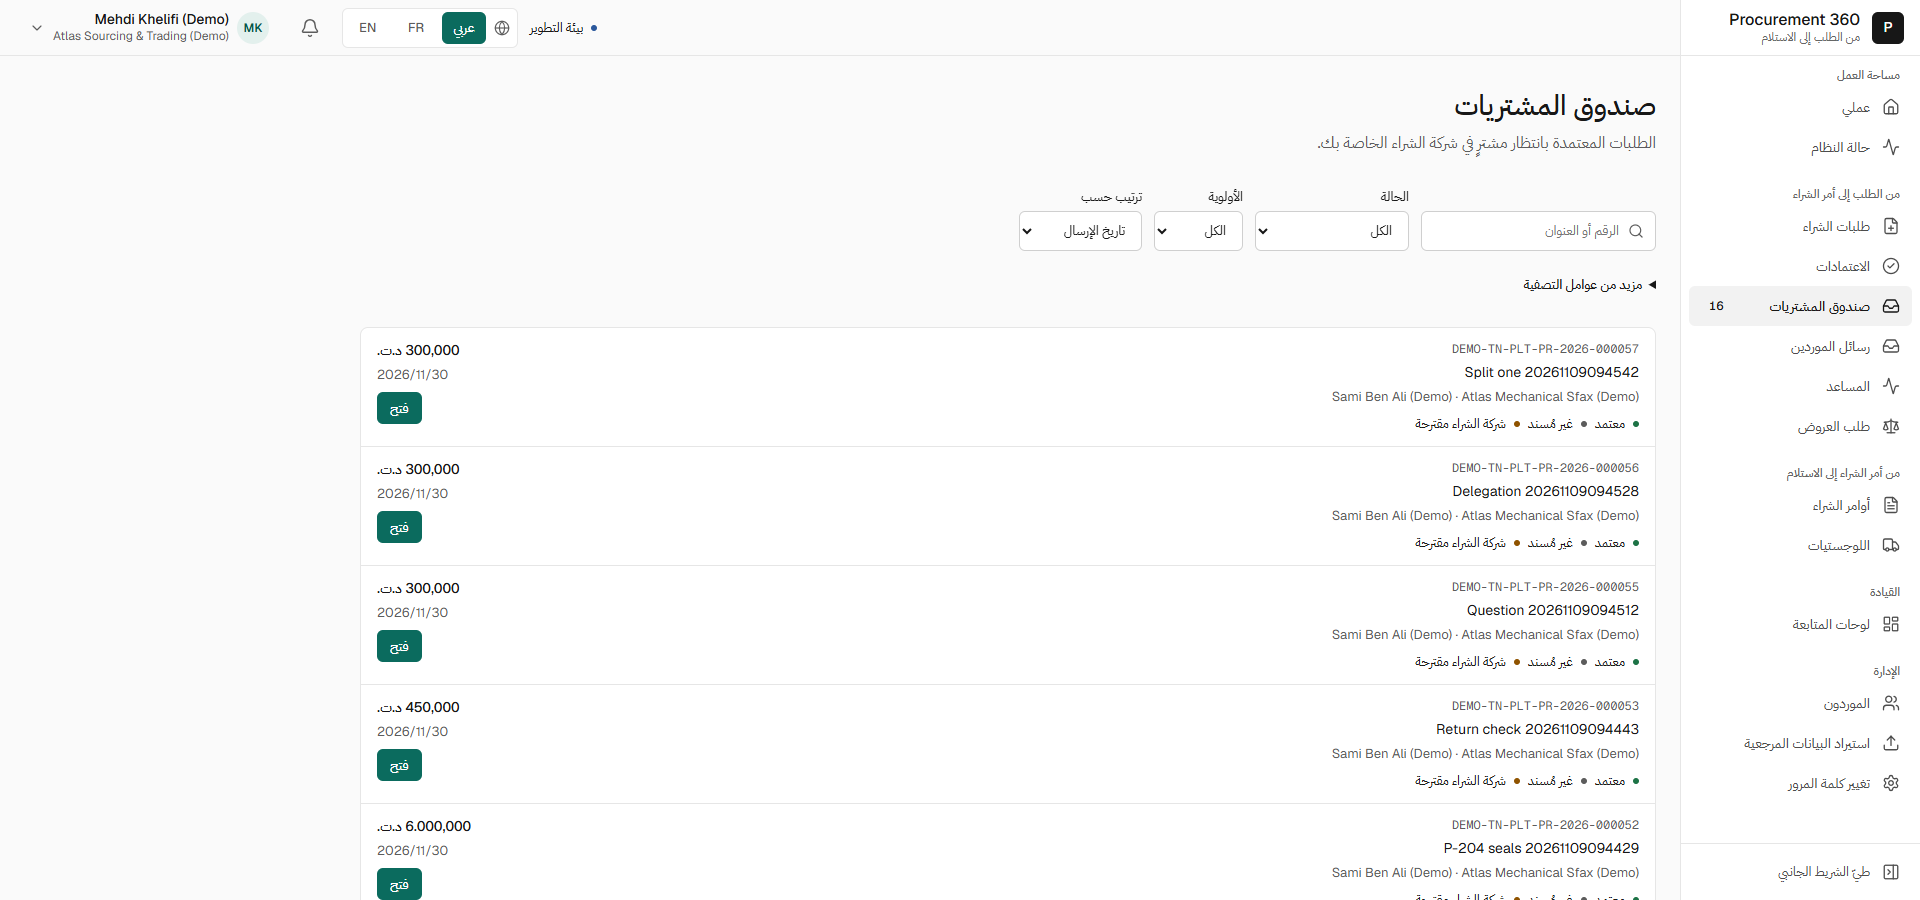 Procurement 360
من الطلب إلى الاستلام
P
بيئة التطوير
عربي
FR
EN
MK
Mehdi Khelifi (Demo)
Atlas Sourcing & Trading (Demo)
مساحة العمل
عملي
حالة النظام
من الطلب إلى أمر الشراء
طلبات الشراء
الاعتمادات
صندوق المشتريات
16
رسائل الموردين
المساعد
طلب العروض
من أمر الشراء إلى الاستلام
أوامر الشراء
اللوجستيات
القيادة
لوحات المتابعة
الإدارة
الموردون
استيراد البيانات المرجعية
تغيير كلمة المرور
طيّ الشريط الجانبي
صندوق المشتريات
الطلبات المعتمدة بانتظار مشترٍ في شركة الشراء الخاصة بك.
الرقم أو العنوان
الحالة
الكل
الأولوية
الكل
ترتيب حسب
تاريخ الإرسال
مزيد من عوامل التصفية
DEMO-TN-PLT-PR-2026-000057
Split one 20261109094542
Sami Ben Ali (Demo) · Atlas Mechanical Sfax (Demo)
معتمد
غير مُسند
شركة الشراء مقترحة
300,000 د.ت.
2026/11/30
فتح
DEMO-TN-PLT-PR-2026-000056
Delegation 20261109094528
Sami Ben Ali (Demo) · Atlas Mechanical Sfax (Demo)
معتمد
غير مُسند
شركة الشراء مقترحة
300,000 د.ت.
2026/11/30
فتح
DEMO-TN-PLT-PR-2026-000055
Question 20261109094512
Sami Ben Ali (Demo) · Atlas Mechanical Sfax (Demo)
معتمد
غير مُسند
شركة الشراء مقترحة
300,000 د.ت.
2026/11/30
فتح
DEMO-TN-PLT-PR-2026-000053
Return check 20261109094443
Sami Ben Ali (Demo) · Atlas Mechanical Sfax (Demo)
معتمد
غير مُسند
شركة الشراء مقترحة
450,000 د.ت.
2026/11/30
فتح
DEMO-TN-PLT-PR-2026-000052
P-204 seals 20261109094429
Sami Ben Ali (Demo) · Atlas Mechanical Sfax (Demo)
6.000,000 د.ت.
2026/11/30
فتح